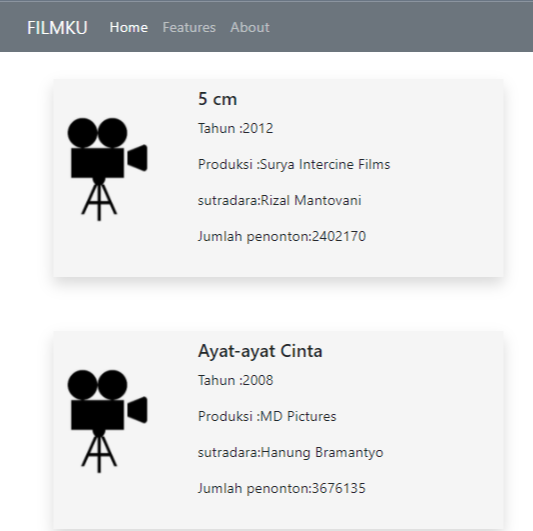 FILMKU Home Features About
5 cm
Tahun :2012
Produksi :Surya Intercine Films
sutradara:Rizal Mantovani
Jumlah penonton:2402170
Ayat-ayat Cinta
Tahun :2008
Produksi :MD Pictures
sutradara:Hanung Bramantyo
Jumlah penonton:3676135